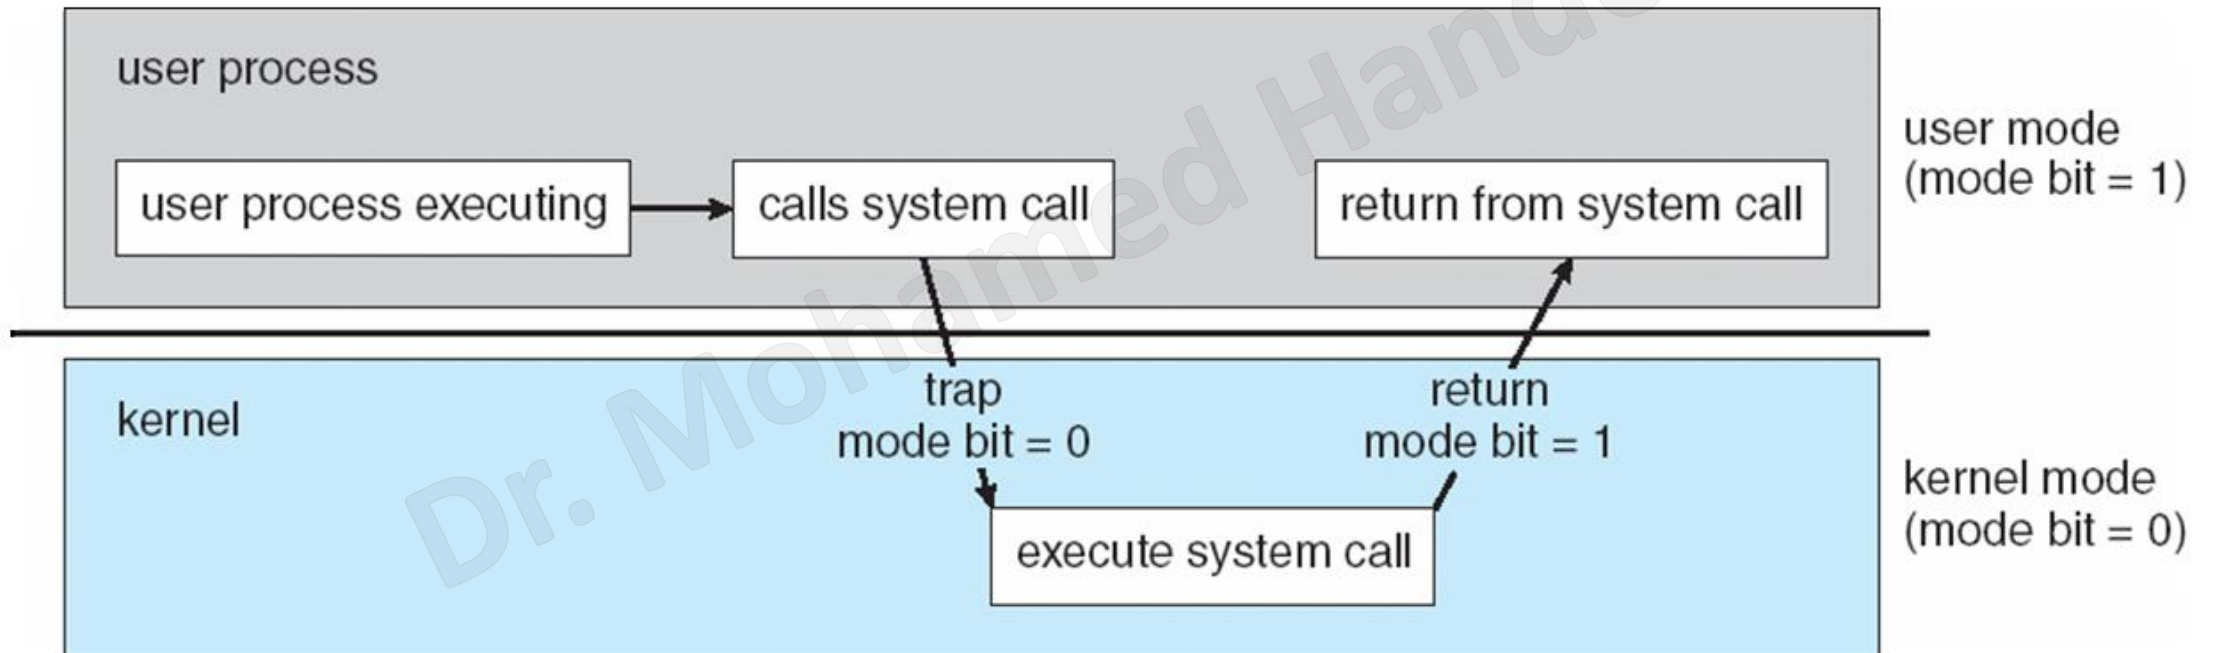 user process
user process executing
calls system call
return from system call
user mode
(mode bit = 1)
kernel
trap
mode bit = 0
return
mode bit = 1
execute system call
kernel mode
(mode bit = 0)
Dr. Mohamed